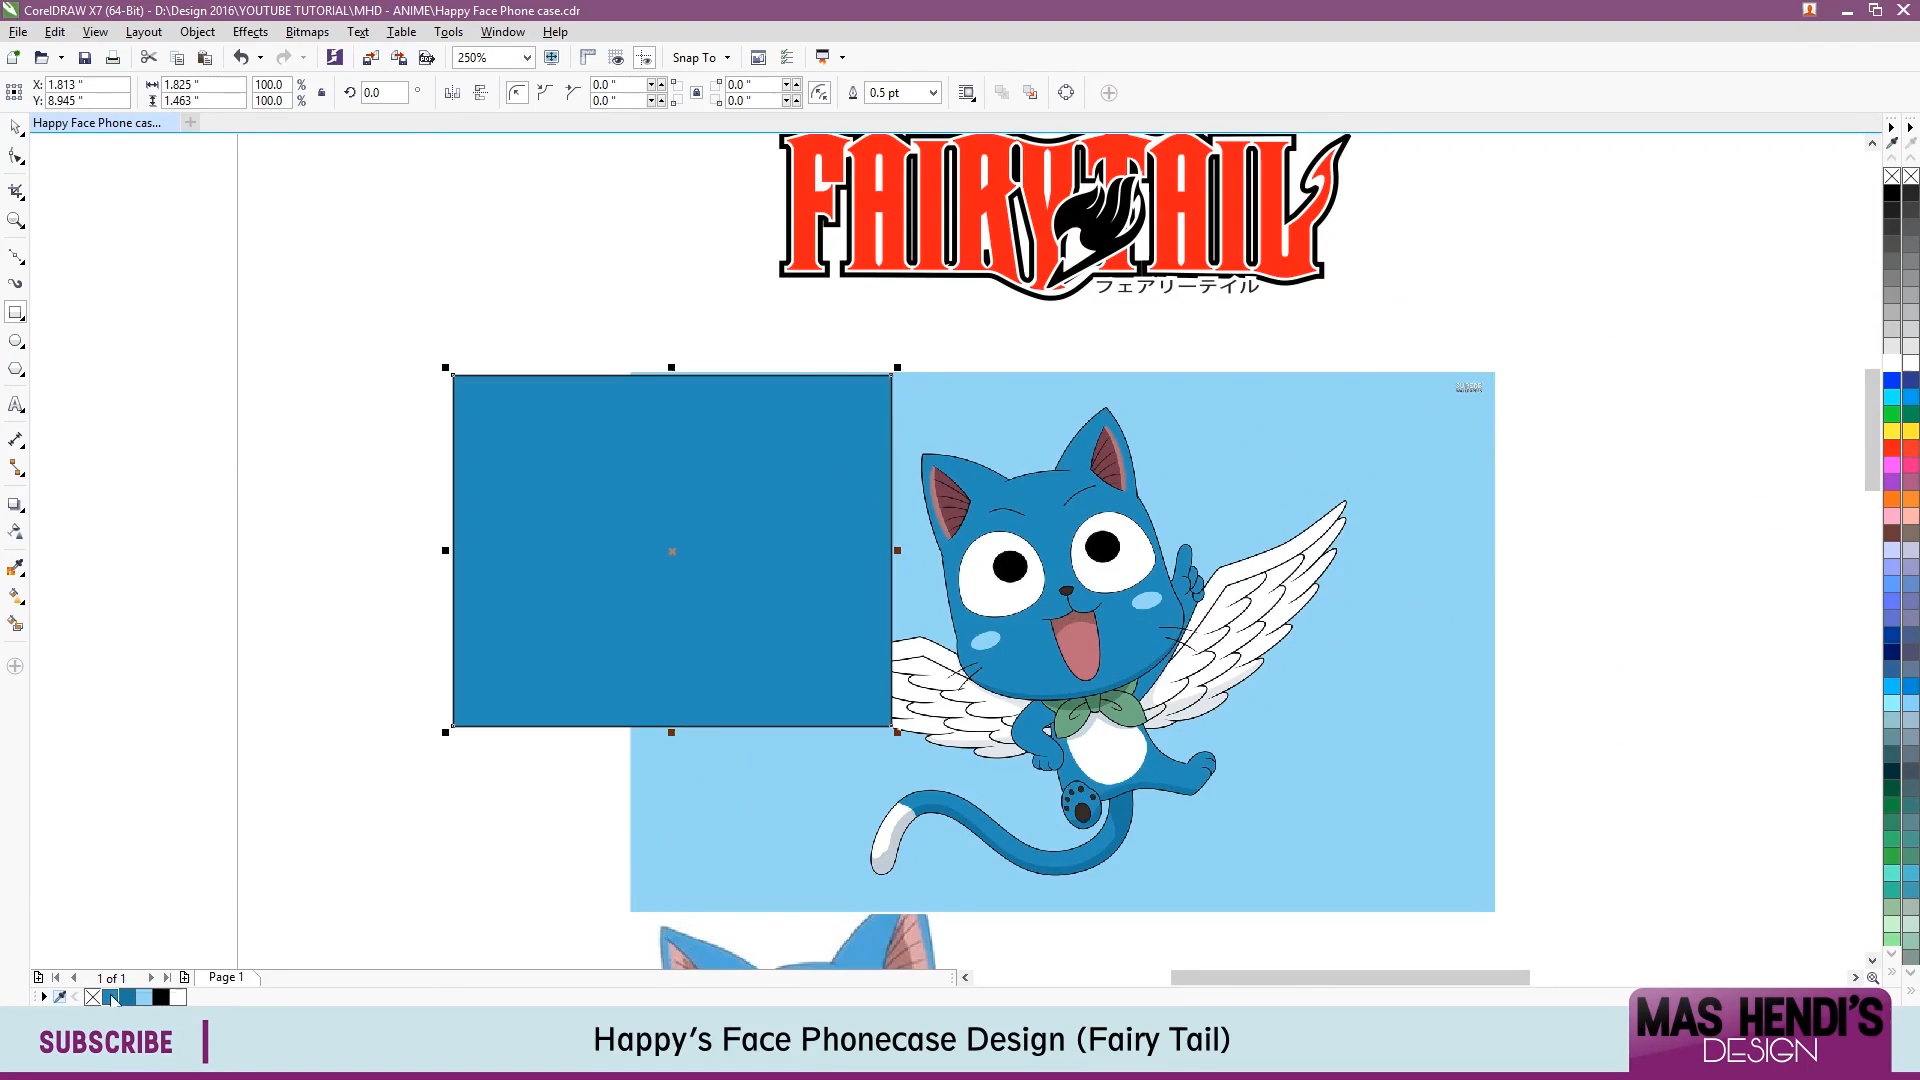 CorelDRAW X7 (64-Bit) - D:\Design 2016\YOUTUBE TUTORIAL\MHD - ANIME\Happy Face Phone case.cdr
File Edit View Layout Object Effects Bitmaps Text Table Tools Window Help
250% Snap To
X: 1.813 " 1.825 " 100.0 % 0.0 ° 0.0 " 0.0 " 0.5 pt
Y: 8.945 " 1.463 " 100.0 % 0.0 " 0.0 "
Happy Face Phone cas...
FAIRY TAIL
フェアリーテイル
1 of 1 Page 1
SUBSCRIBE
Happy's Face Phonecase Design (Fairy Tail)
MAS HENDI'S
DESIGN